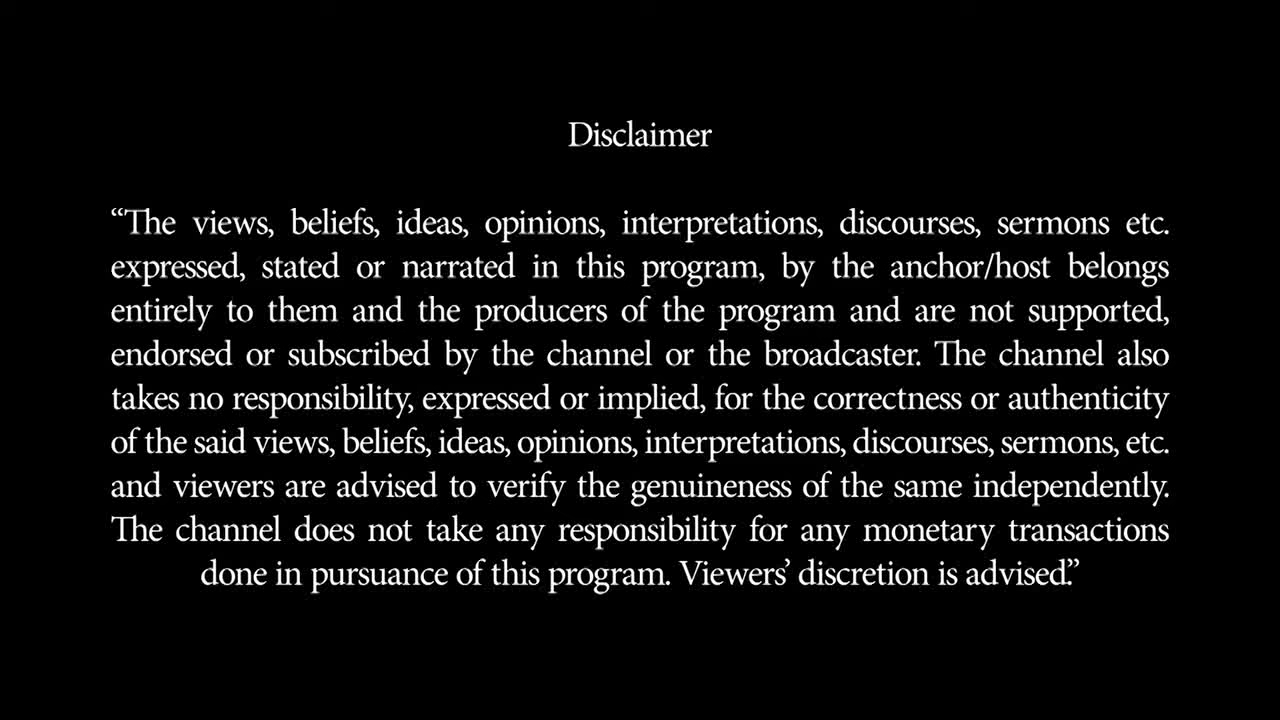 Disclaimer
“The views, beliefs, ideas, opinions, interpretations, discourses, sermons etc.
expressed, stated or narrated in this program, by the anchor/host belongs
entirely to them and the producers of the program and are not supported,
endorsed or subscribed by the channel or the broadcaster. The channel also
takes no responsibility, expressed or implied, for the correctness or authenticity
of the said views, beliefs, ideas, opinions, interpretations, discourses, sermons, etc.
and viewers are advised to verify the genuineness of the same independently.
The channel does not take any responsibility for any monetary transactions
done in pursuance of this program. Viewers’ discretion is advised.”